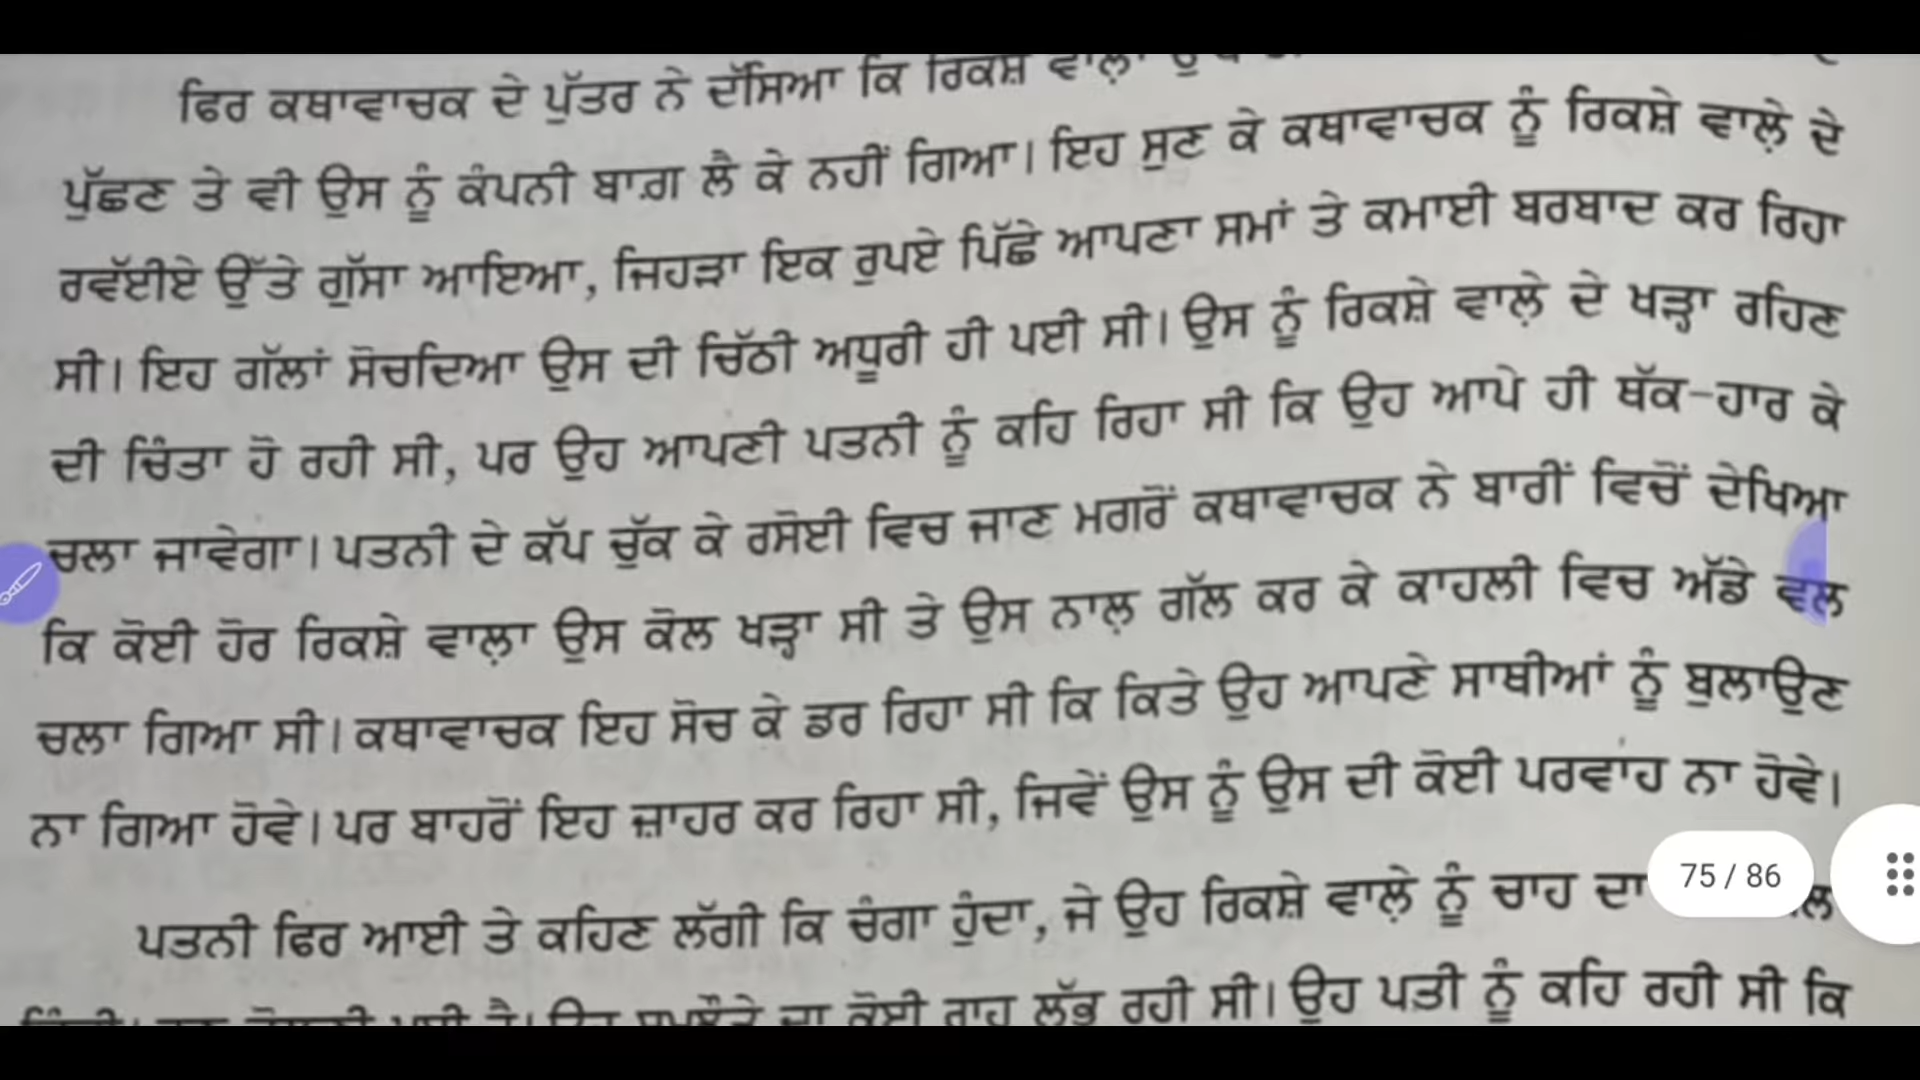 ਫਿਰ ਕਥਾਵਾਚਕ ਦੇ ਪੁੱਤਰ ਨੇ ਦੱਸਿਆ ਕਿ ਰਿਕਸ਼ੇ ਵਾਲ਼ਾ
ਪੁੱਛਣ ਤੇ ਵੀ ਉਸ ਨੂੰ ਕੰਪਨੀ ਬਾਗ਼ ਲੈ ਕੇ ਨਹੀਂ ਗਿਆ। ਇਹ ਸੁਣ ਕੇ ਕਥਾਵਾਚਕ ਨੂੰ ਰਿਕਸ਼ੇ ਵਾਲ਼ੇ ਦੇ
ਰਵੱਈਏ ਉੱਤੇ ਗੁੱਸਾ ਆਇਆ, ਜਿਹੜਾ ਇਕ ਰੁਪਏ ਪਿੱਛੇ ਆਪਣਾ ਸਮਾਂ ਤੇ ਕਮਾਈ ਬਰਬਾਦ ਕਰ ਰਿਹਾ
ਸੀ। ਇਹ ਗੱਲਾਂ ਸੋਚਦਿਆ ਉਸ ਦੀ ਚਿੱਠੀ ਅਧੂਰੀ ਹੀ ਪਈ ਸੀ। ਉਸ ਨੂੰ ਰਿਕਸ਼ੇ ਵਾਲ਼ੇ ਦੇ ਖੜ੍ਹਾ ਰਹਿਣ
ਦੀ ਚਿੰਤਾ ਹੋ ਰਹੀ ਸੀ, ਪਰ ਉਹ ਆਪਣੀ ਪਤਨੀ ਨੂੰ ਕਹਿ ਰਿਹਾ ਸੀ ਕਿ ਉਹ ਆਪੇ ਹੀ ਥੱਕ-ਹਾਰ ਕੇ
ਚਲਾ ਜਾਵੇਗਾ। ਪਤਨੀ ਦੇ ਕੱਪ ਚੁੱਕ ਕੇ ਰਸੋਈ ਵਿਚ ਜਾਣ ਮਗਰੋਂ ਕਥਾਵਾਚਕ ਨੇ ਬਾਰੀਂ ਵਿਚੋਂ ਦੇਖਿਆ
ਕਿ ਕੋਈ ਹੋਰ ਰਿਕਸ਼ੇ ਵਾਲ਼ਾ ਉਸ ਕੋਲ ਖੜ੍ਹਾ ਸੀ ਤੇ ਉਸ ਨਾਲ਼ ਗੱਲ ਕਰ ਕੇ ਕਾਹਲੀ ਵਿਚ ਅੱਡੇ ਵਲ
ਚਲਾ ਗਿਆ ਸੀ। ਕਥਾਵਾਚਕ ਇਹ ਸੋਚ ਕੇ ਡਰ ਰਿਹਾ ਸੀ ਕਿ ਕਿਤੇ ਉਹ ਆਪਣੇ ਸਾਥੀਆਂ ਨੂੰ ਬੁਲਾਉਣ
ਨਾ ਗਿਆ ਹੋਵੇ। ਪਰ ਬਾਹਰੋਂ ਇਹ ਜ਼ਾਹਰ ਕਰ ਰਿਹਾ ਸੀ, ਜਿਵੇਂ ਉਸ ਨੂੰ ਉਸ ਦੀ ਕੋਈ ਪਰਵਾਹ ਨਾ ਹੋਵੇ।
75 / 86
ਪਤਨੀ ਫਿਰ ਆਈ ਤੇ ਕਹਿਣ ਲੱਗੀ ਕਿ ਚੰਗਾ ਹੁੰਦਾ, ਜੇ ਉਹ ਰਿਕਸ਼ੇ ਵਾਲ਼ੇ ਨੂੰ ਚਾਹ ਦਾ
ਕੋਈ ਰਾਹ ਲੱਭ ਰਹੀ ਸੀ। ਉਹ ਪਤੀ ਨੂੰ ਕਹਿ ਰਹੀ ਸੀ ਕਿ